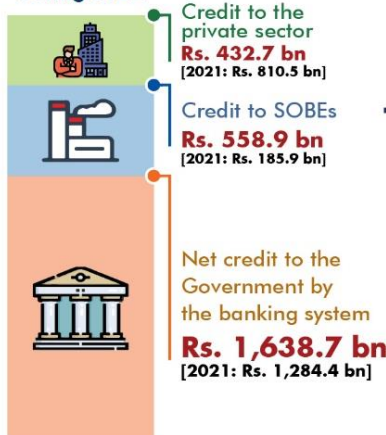 Credit to the
private sector
Rs. 432.7 bn
[2021: Rs. 810.5 bn]
Credit to SOBEs
Rs. 558.9 bn
[2021: Rs. 185.9 bn]
Net credit to the
Government by
the banking system
Rs. 1,638.7 bn
[2021: Rs. 1,284.4 bn]